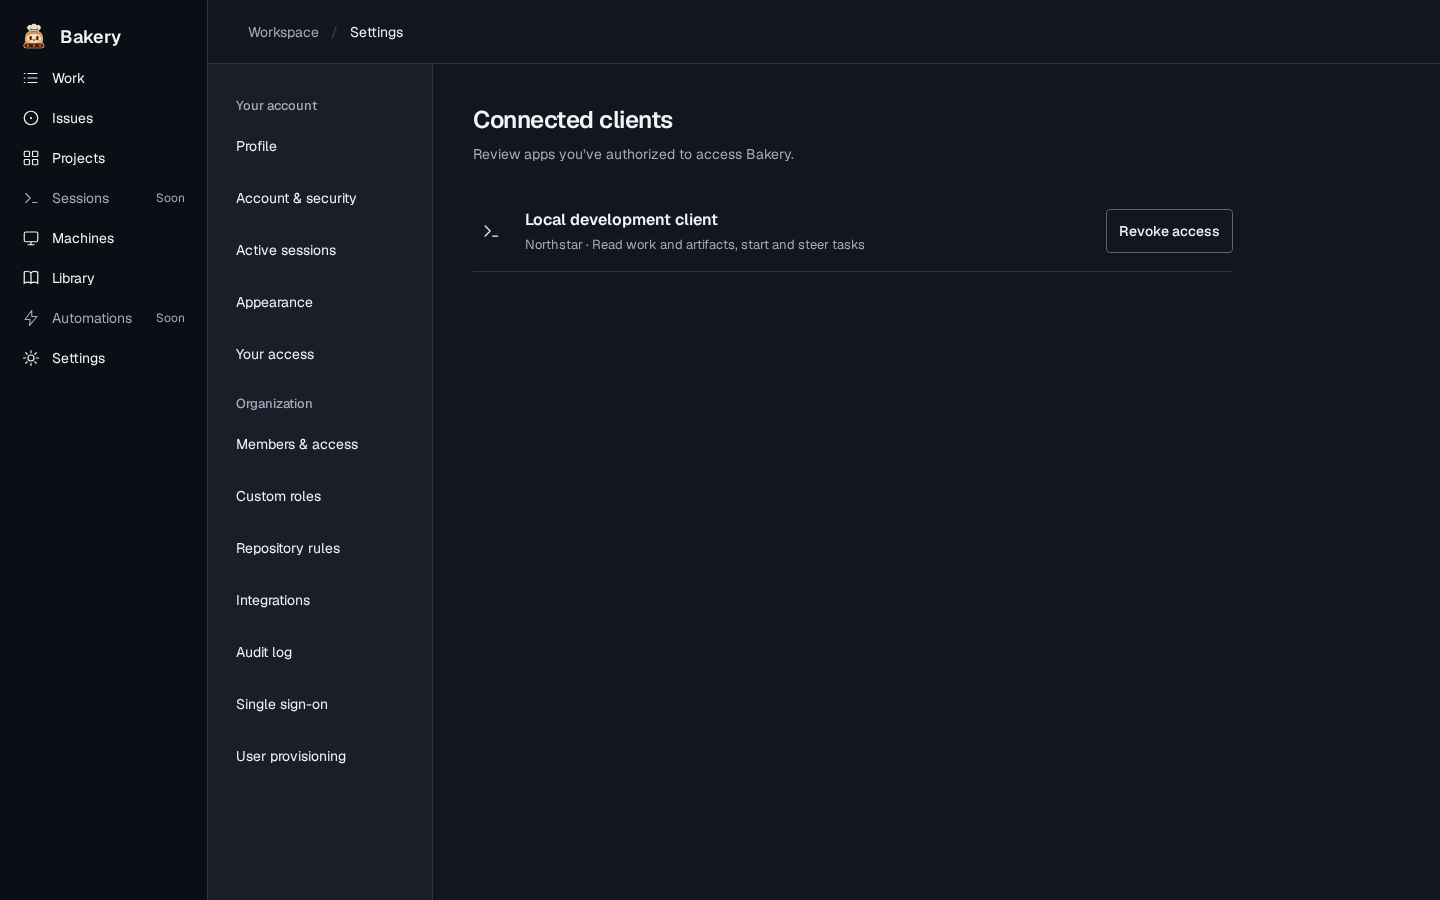 Bakery
Work
Issues
Projects
Sessions Soon
Machines
Library
Automations Soon
Settings
Workspace / Settings
Your account
Profile
Account & security
Active sessions
Appearance
Your access
Organization
Members & access
Custom roles
Repository rules
Integrations
Audit log
Single sign-on
User provisioning
Connected clients
Review apps you've authorized to access Bakery.
Local development client
Northstar · Read work and artifacts, start and steer tasks
Revoke access